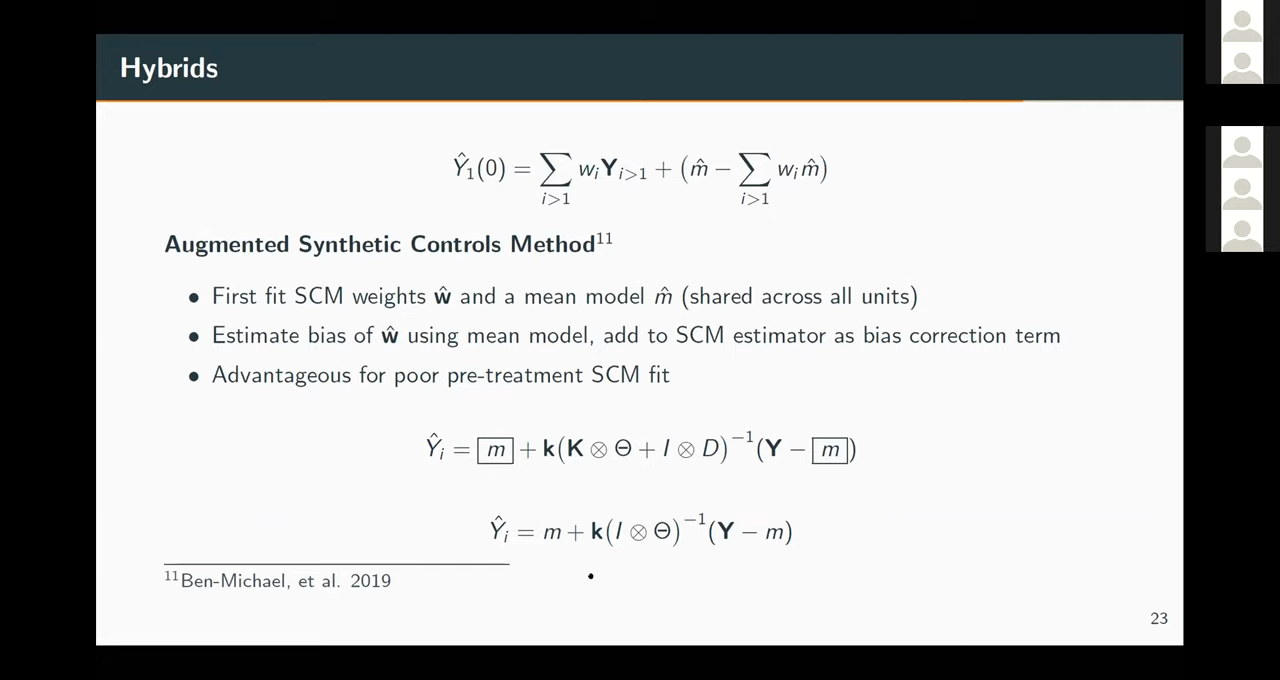 Hybrids
Ŷ₁(0) = ∑_{i>1} wᵢ𝐘_{i>1} + (m̂ − ∑_{i>1} wᵢm̂)
Augmented Synthetic Controls Method¹¹
• First fit SCM weights ŵ and a mean model m̂ (shared across all units)
• Estimate bias of ŵ using mean model, add to SCM estimator as bias correction term
• Advantageous for poor pre-treatment SCM fit
Ŷᵢ = m + 𝐤(𝐊 ⊗ Θ + I ⊗ D)⁻¹(𝐘 − m)
Ŷᵢ = m + 𝐤(I ⊗ Θ)⁻¹(𝐘 − m)
¹¹Ben-Michael, et al. 2019
23